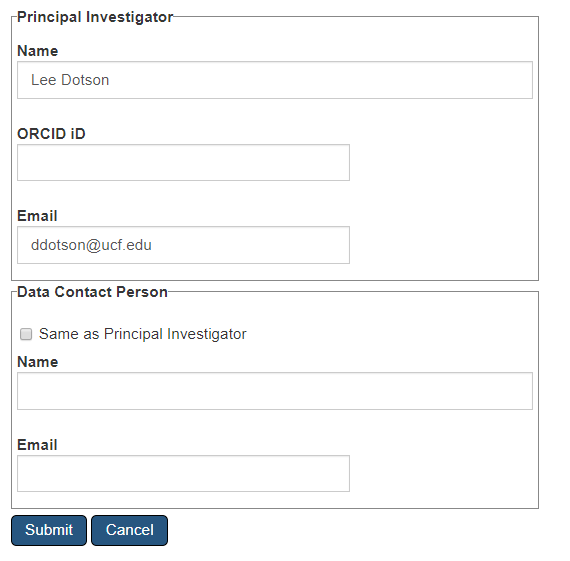 Principal Investigator
Name
Lee Dotson
ORCID iD
Email
ddotson@ucf.edu
Data Contact Person
Same as Principal Investigator
Name
Email
Submit Cancel